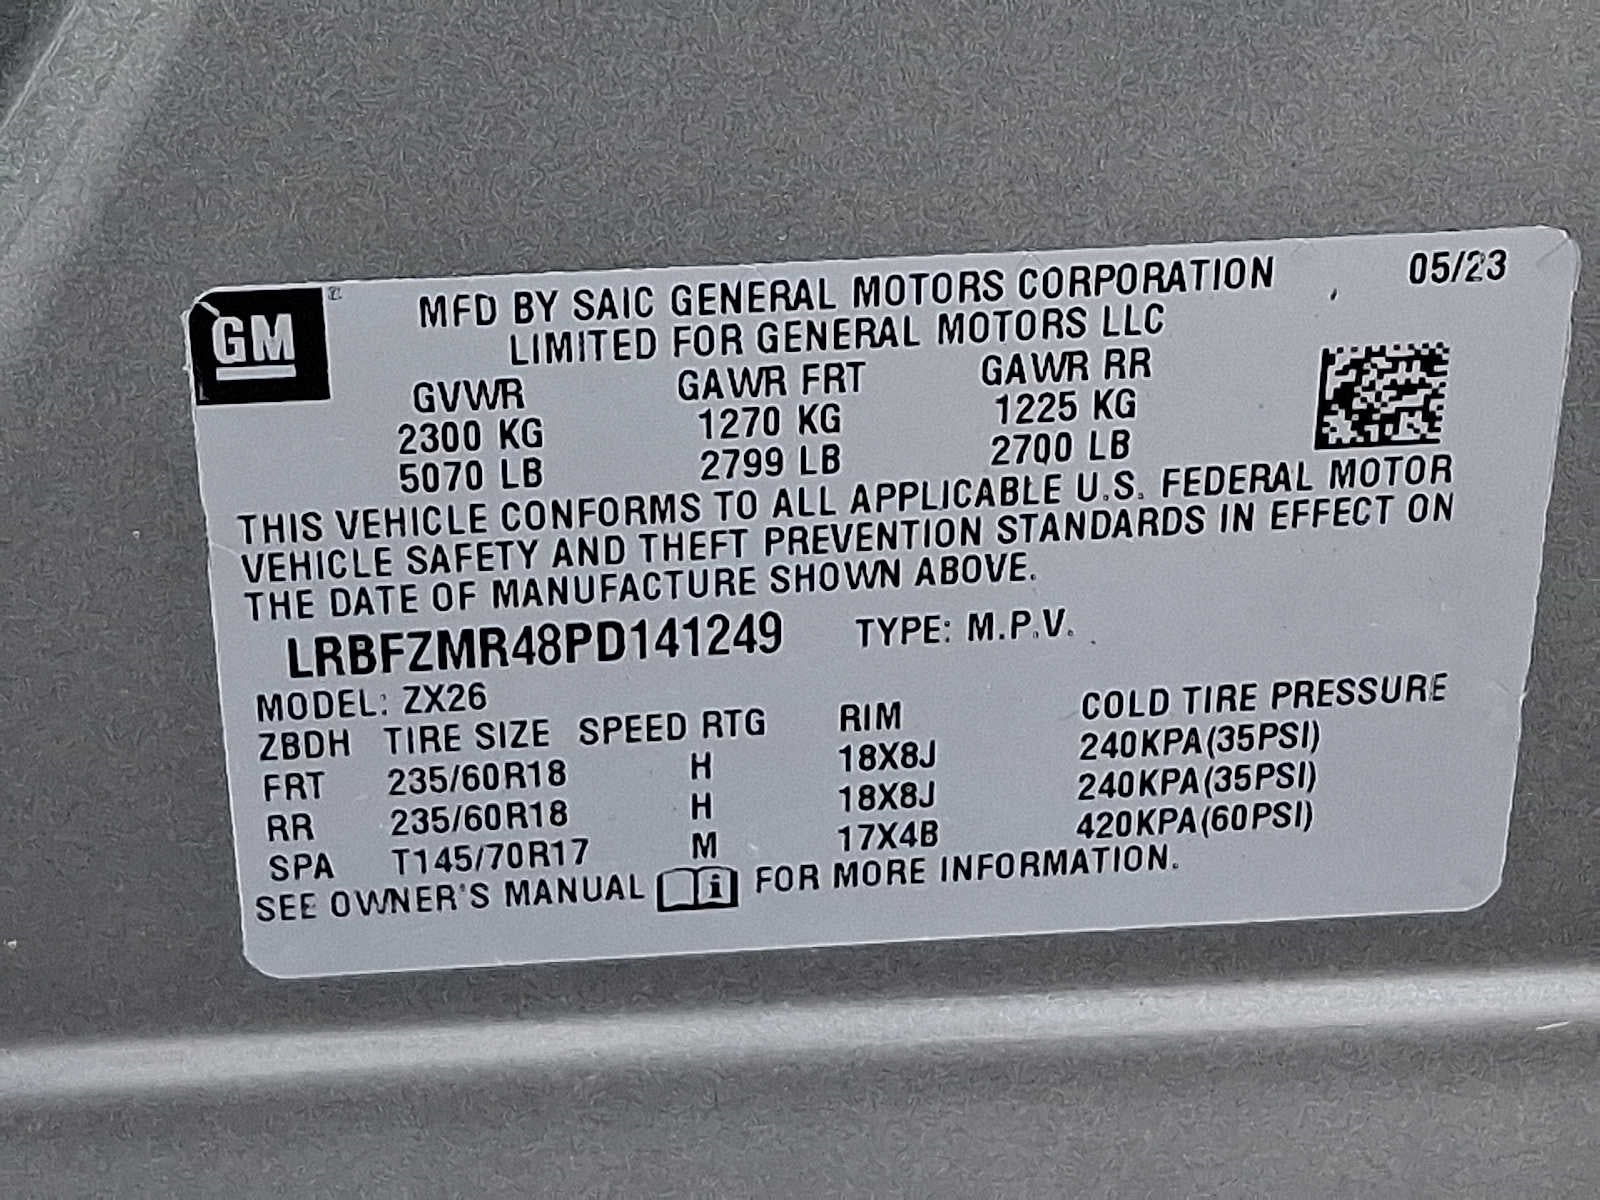 GM
MFD BY SAIC GENERAL MOTORS CORPORATION 05/23
LIMITED FOR GENERAL MOTORS LLC
GVWR GAWR FRT GAWR RR
2300 KG 1270 KG 1225 KG
5070 LB 2799 LB 2700 LB
THIS VEHICLE CONFORMS TO ALL APPLICABLE U.S. FEDERAL MOTOR
VEHICLE SAFETY AND THEFT PREVENTION STANDARDS IN EFFECT ON
THE DATE OF MANUFACTURE SHOWN ABOVE.
LRBFZMR48PD141249 TYPE: M.P.V.
MODEL: ZX26
ZBDH TIRE SIZE SPEED RTG RIM COLD TIRE PRESSURE
FRT 235/60R18 H 18X8J 240KPA(35PSI)
RR 235/60R18 H 18X8J 240KPA(35PSI)
SPA T145/70R17 M 17X4B 420KPA(60PSI)
SEE OWNER'S MANUAL i FOR MORE INFORMATION.